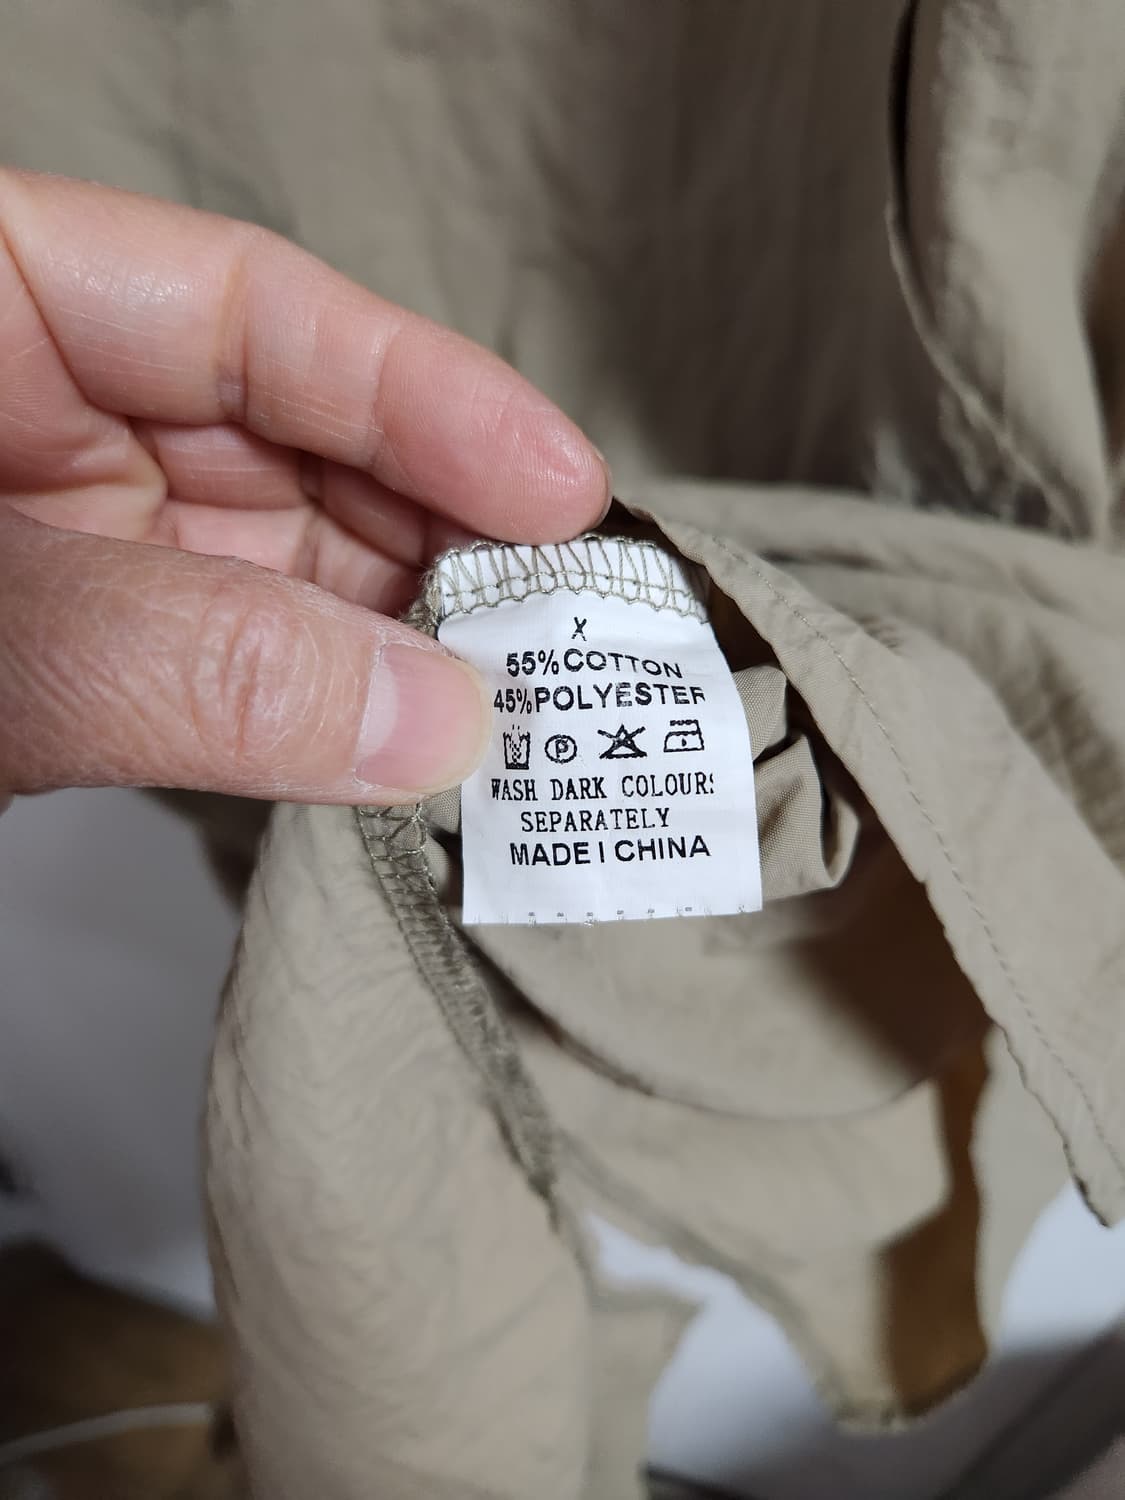 X
55%COTTON
45%POLYESTER
P
WASH DARK COLOURS
SEPARATELY
MADE I CHINA